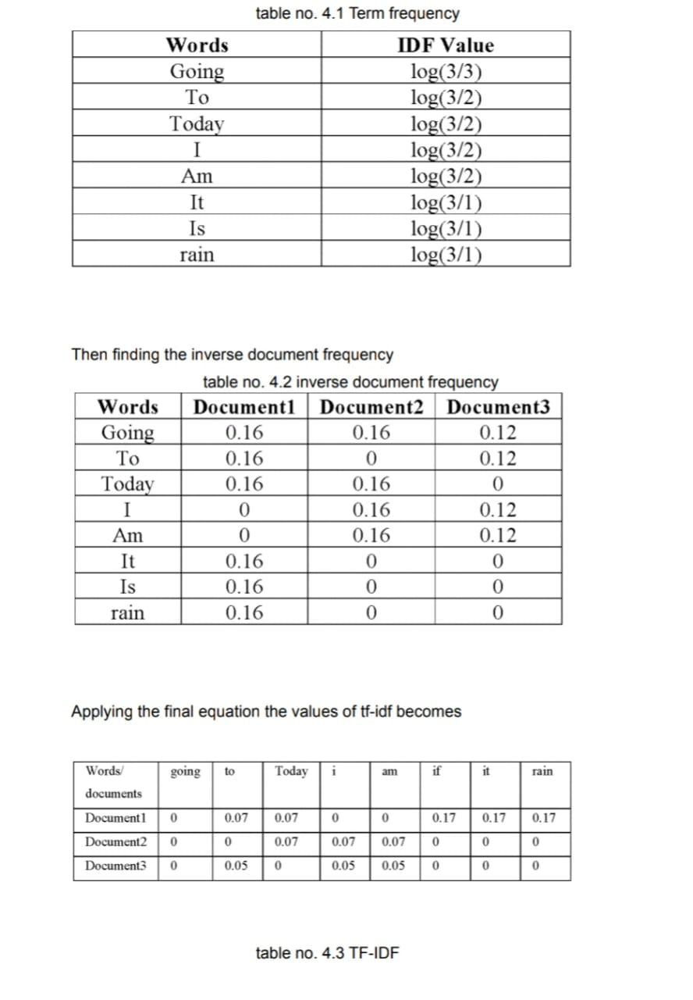 table no. 4.1 Term frequency
Words IDF Value
Going log(3/3)
To log(3/2)
Today log(3/2)
I log(3/2)
Am log(3/2)
It log(3/1)
Is log(3/1)
rain log(3/1)
Then finding the inverse document frequency
table no. 4.2 inverse document frequency
Words Document1 Document2 Document3
Going 0.16 0.16 0.12
To 0.16 0 0.12
Today 0.16 0.16 0
I 0 0.16 0.12
Am 0 0.16 0.12
It 0.16 0 0
Is 0.16 0 0
rain 0.16 0 0
Applying the final equation the values of tf-idf becomes
Words/ going to Today i am if it rain
documents
Document1 0 0.07 0.07 0 0 0.17 0.17 0.17
Document2 0 0 0.07 0.07 0.07 0 0 0
Document3 0 0.05 0 0.05 0.05 0 0 0
table no. 4.3 TF-IDF